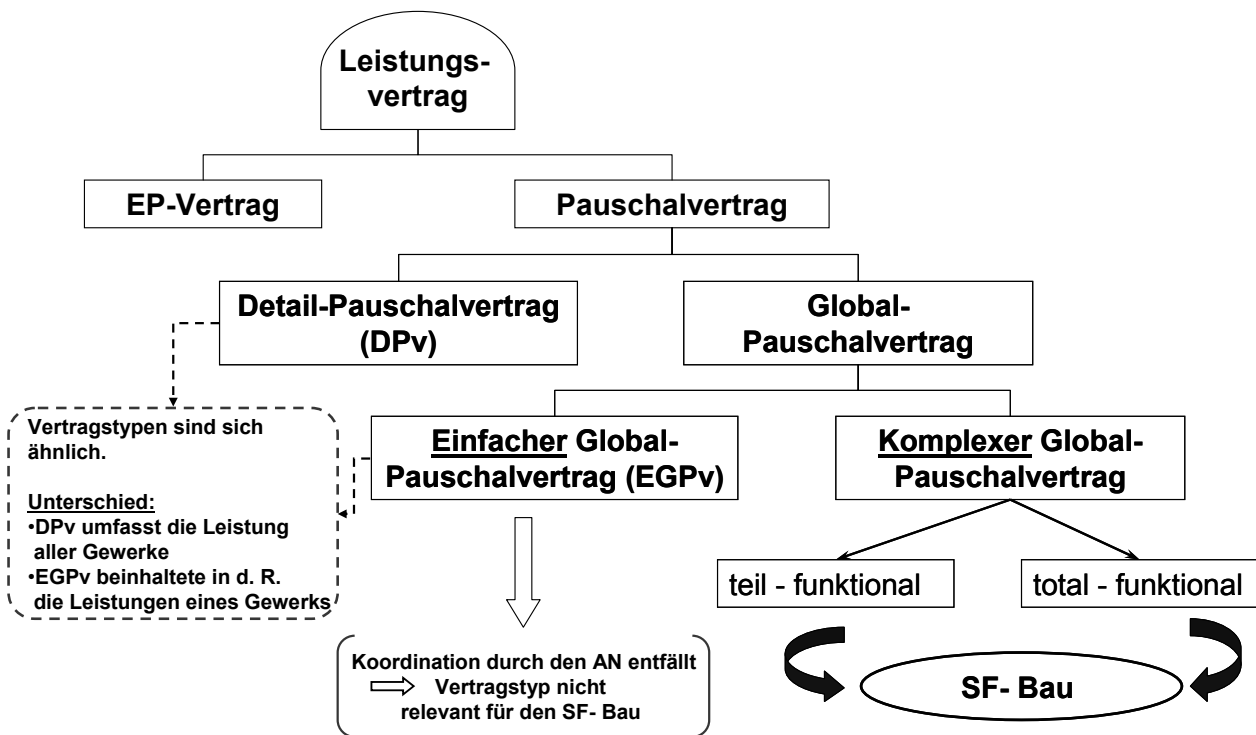 Leistungs-
vertrag
EP-Vertrag
Pauschalvertrag
Detail-Pauschalvertrag
(DPv)
Global-
Pauschalvertrag
Vertragstypen sind sich
ähnlich.
Unterschied:
•DPv umfasst die Leistung
aller Gewerke
•EGPv beinhaltete in d. R.
die Leistungen eines Gewerks
Einfacher Global-
Pauschalvertrag (EGPv)
Komplexer Global-
Pauschalvertrag
teil - funktional
total - funktional
Koordination durch den AN entfällt
Vertragstyp nicht
relevant für den SF- Bau
SF- Bau